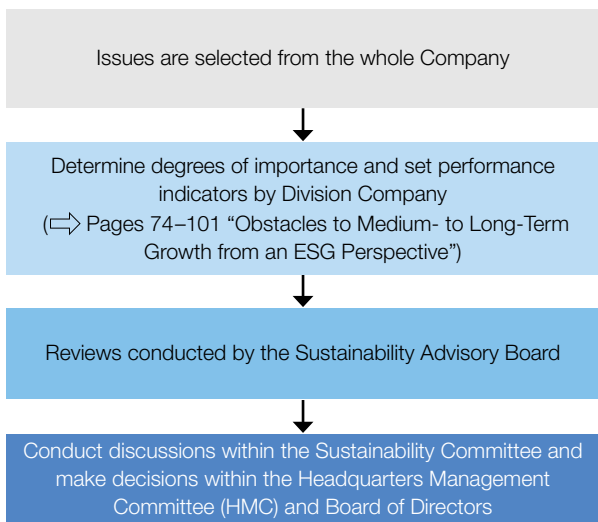 Issues are selected from the whole Company
Determine degrees of importance and set performance
indicators by Division Company
(⇨ Pages 74–101 “Obstacles to Medium- to Long-Term
Growth from an ESG Perspective”)
Reviews conducted by the Sustainability Advisory Board
Conduct discussions within the Sustainability Committee and
make decisions within the Headquarters Management
Committee (HMC) and Board of Directors